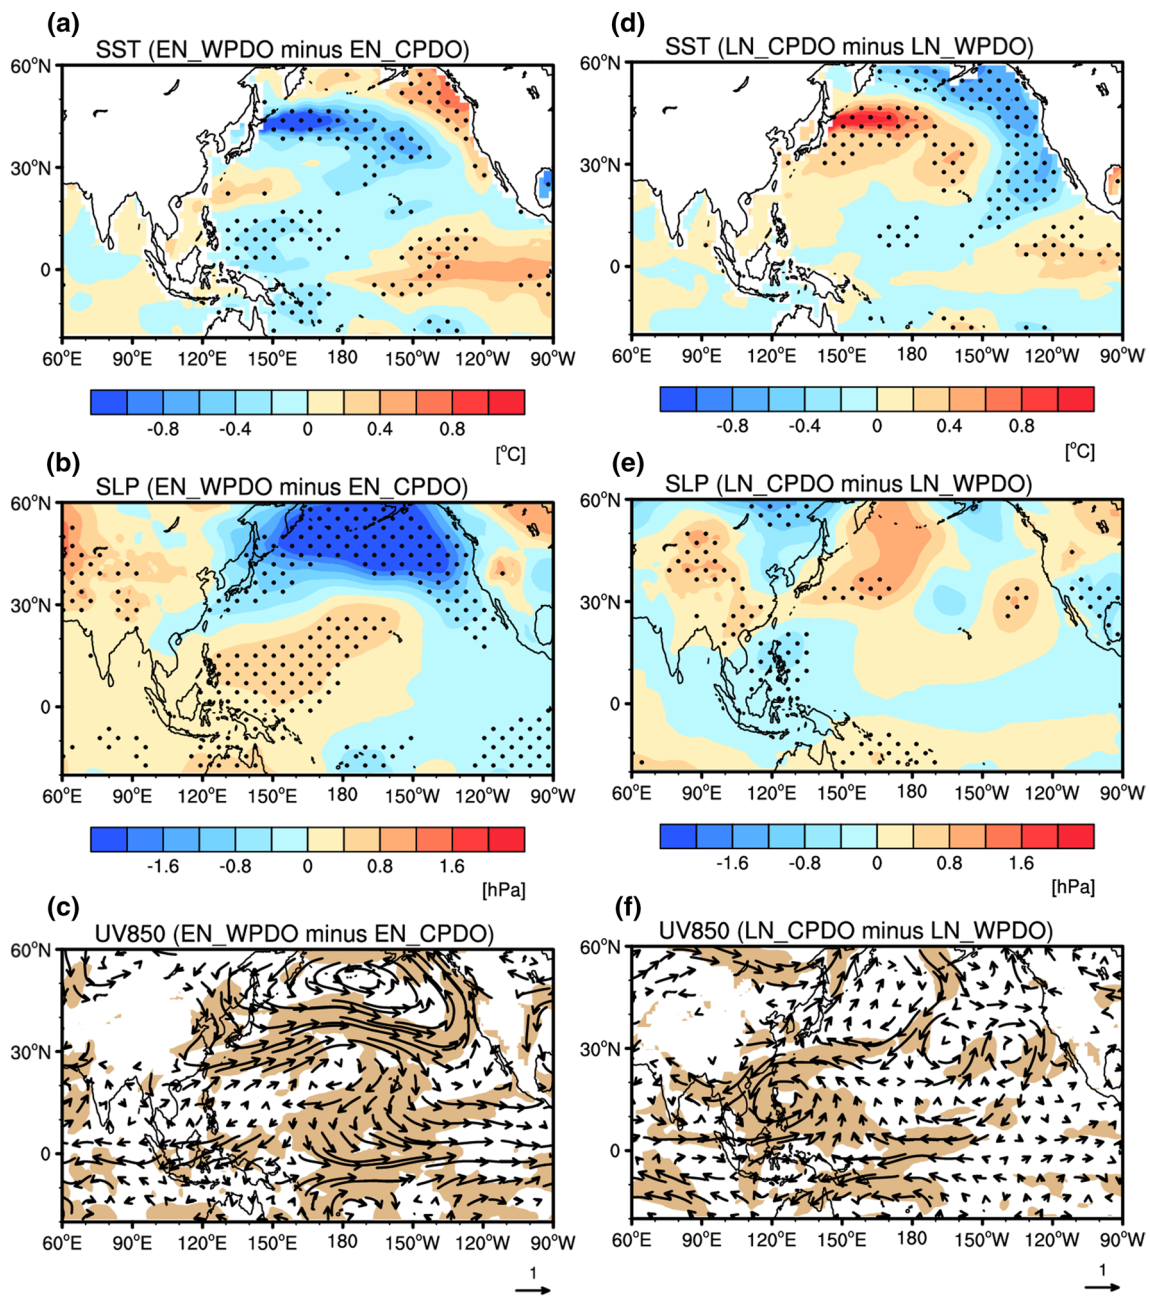 (a)
SST (EN_WPDO minus EN_CPDO)
60°N
30°N
0
60°E 90°E 120°E 150°E 180 150°W 120°W 90°W
-0.8 -0.4 0 0.4 0.8
[°C]
(b)
SLP (EN_WPDO minus EN_CPDO)
60°N
30°N
0
60°E 90°E 120°E 150°E 180 150°W 120°W 90°W
-1.6 -0.8 0 0.8 1.6
[hPa]
(c)
UV850 (EN_WPDO minus EN_CPDO)
60°N
30°N
0
60°E 90°E 120°E 150°E 180 150°W 120°W 90°W
1
(d)
SST (LN_CPDO minus LN_WPDO)
60°N
30°N
0
60°E 90°E 120°E 150°E 180 150°W 120°W 90°W
-0.8 -0.4 0 0.4 0.8
[°C]
(e)
SLP (LN_CPDO minus LN_WPDO)
60°N
30°N
0
60°E 90°E 120°E 150°E 180 150°W 120°W 90°W
-1.6 -0.8 0 0.8 1.6
[hPa]
(f)
UV850 (LN_CPDO minus LN_WPDO)
60°N
30°N
0
60°E 90°E 120°E 150°E 180 150°W 120°W 90°W
1